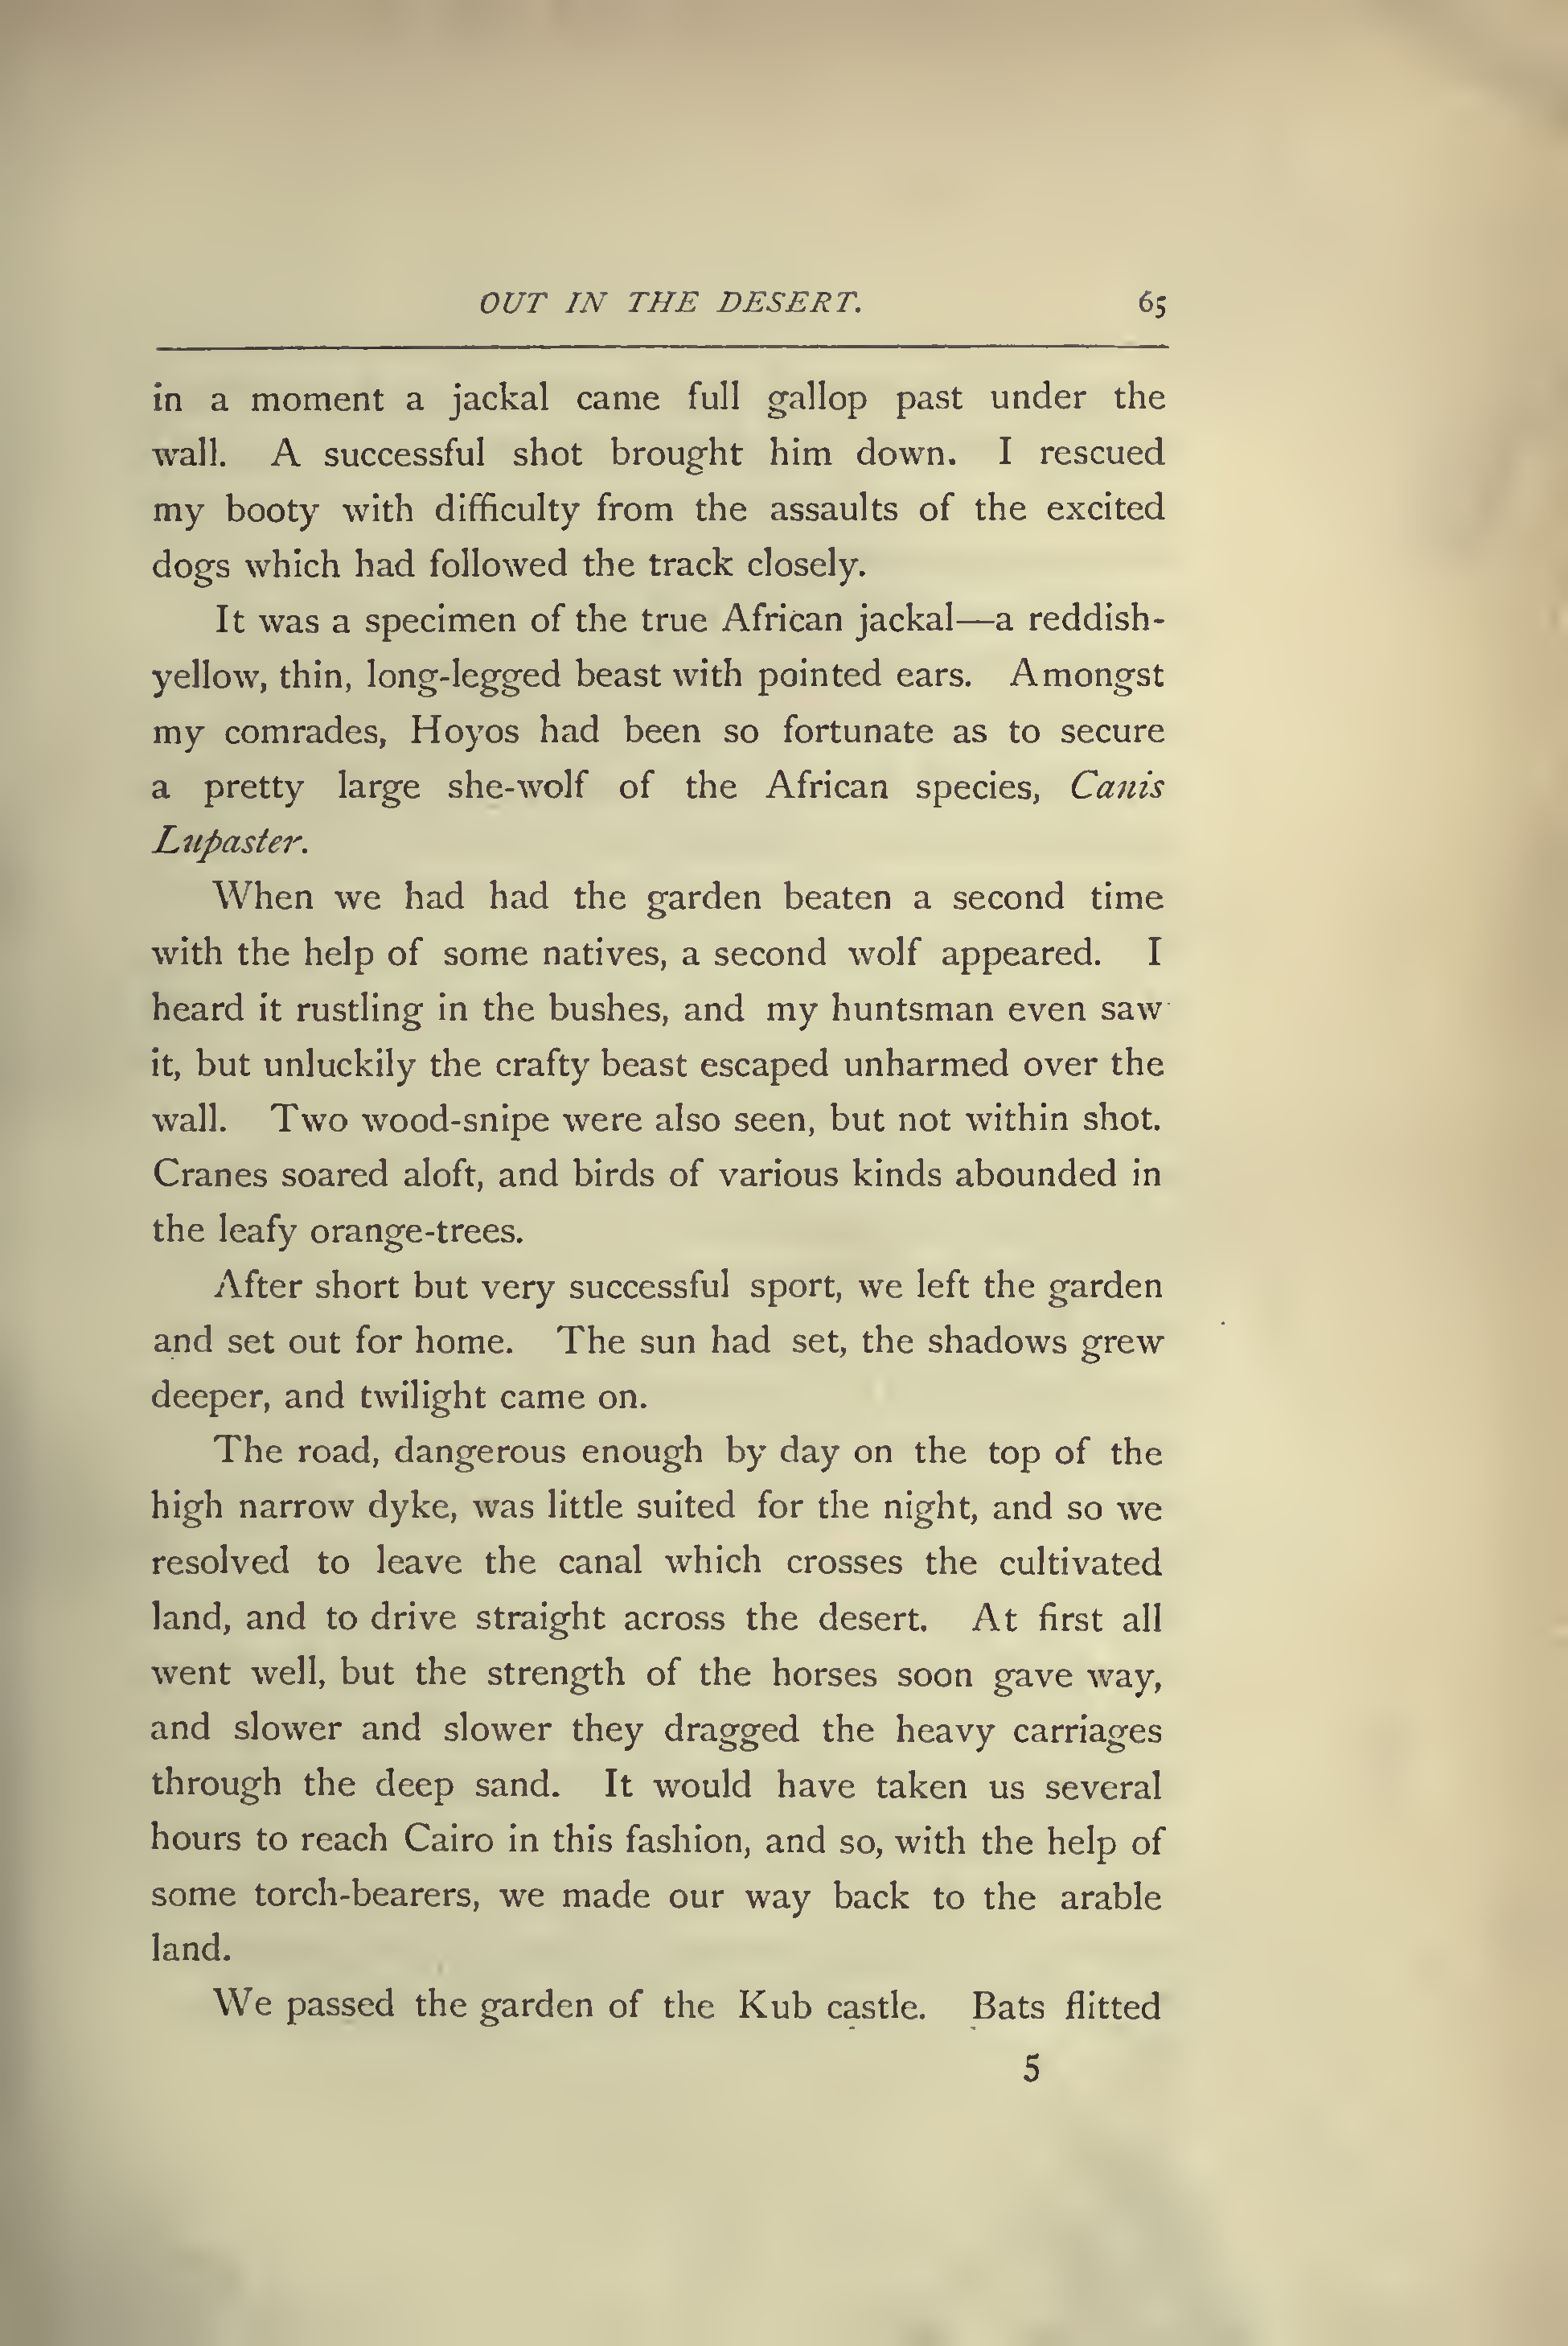 OUT IN THE DESERT. 65
in a moment a jackal came full gallop past under the
wall. A successful shot brought him down. I rescued
my booty with difficulty from the assaults of the excited
dogs which had followed the track closely.
It was a specimen of the true African jackal—a reddish-
yellow, thin, long-legged beast with pointed ears. Amongst
my comrades, Hoyos had been so fortunate as to secure
a pretty large she-wolf of the African species, Canis
Lupaster.
When we had had the garden beaten a second time
with the help of some natives, a second wolf appeared. I
heard it rustling in the bushes, and my huntsman even saw
it, but unluckily the crafty beast escaped unharmed over the
wall. Two wood-snipe were also seen, but not within shot.
Cranes soared aloft, and birds of various kinds abounded in
the leafy orange-trees.
After short but very successful sport, we left the garden
and set out for home. The sun had set, the shadows grew
deeper, and twilight came on.
The road, dangerous enough by day on the top of the
high narrow dyke, was little suited for the night, and so we
resolved to leave the canal which crosses the cultivated
land, and to drive straight across the desert. At first all
went well, but the strength of the horses soon gave way,
and slower and slower they dragged the heavy carriages
through the deep sand. It would have taken us several
hours to reach Cairo in this fashion, and so, with the help of
some torch-bearers, we made our way back to the arable
land.
We passed the garden of the Kub castle. Bats flitted
5